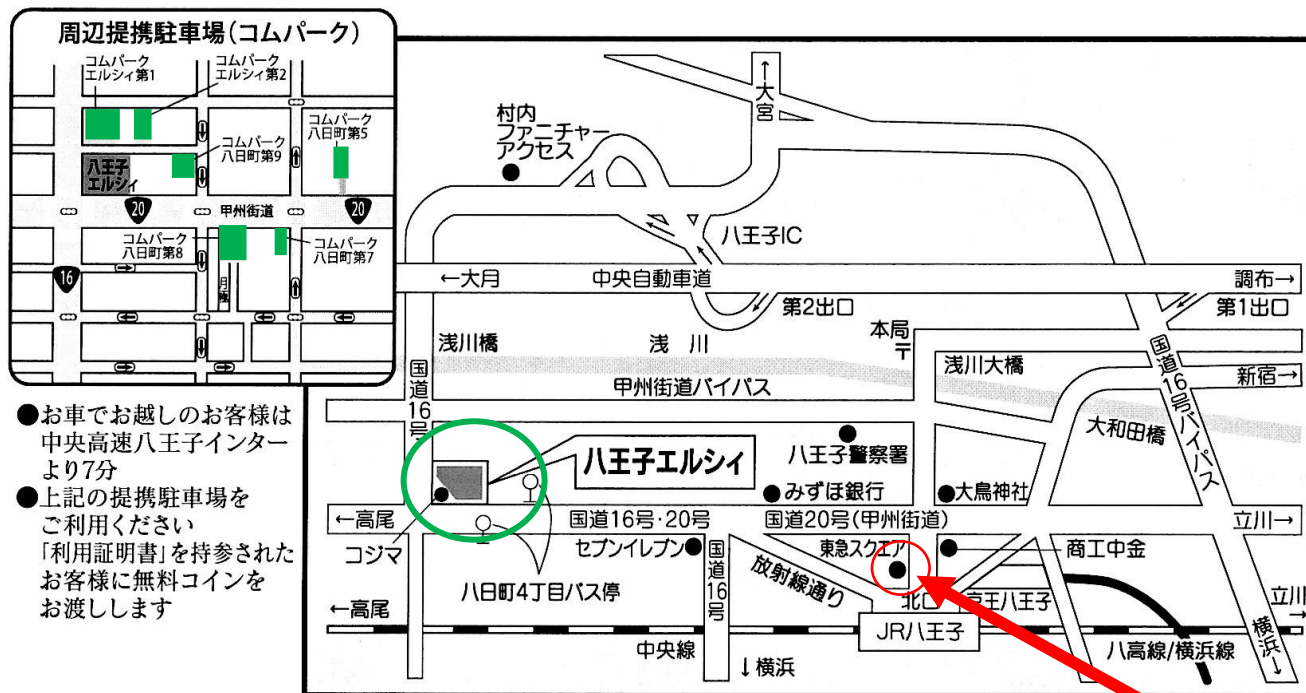 周辺提携駐車場(コムパーク)
コムパーク
エルシィ第1
コムパーク
エルシィ第2
コムパーク
八日町第9
コムパーク
八日町第5
八王子
エルシィ
20
甲州街道
20
コムパーク
八日町第8
コムパーク
八日町第7
16
●お車でお越しのお客様は
中央高速八王子インター
より7分
●上記の提携駐車場を
ご利用ください
「利用証明書」を持参された
お客様に無料コインを
お渡しします
↑大宮
村内
ファニチャー
アクセス
八王子IC
←大月
中央自動車道
調布→
第2出口
第1出口
本局
〒
浅川橋
浅川
浅川大橋
国道16号バイパス
新宿→
国道16号
甲州街道バイパス
大和田橋
八王子エルシィ
八王子警察署
みずほ銀行
大鳥神社
←高尾
国道16号・20号
国道20号(甲州街道)
立川→
コジマ
セブンイレブン
国道16号
放射線通り
東急スクエア
商工中金
八日町4丁目バス停
北口
京王八王子
←高尾
JR八王子
立川→
中央線
↓横浜
八高線/横浜線
横浜↓